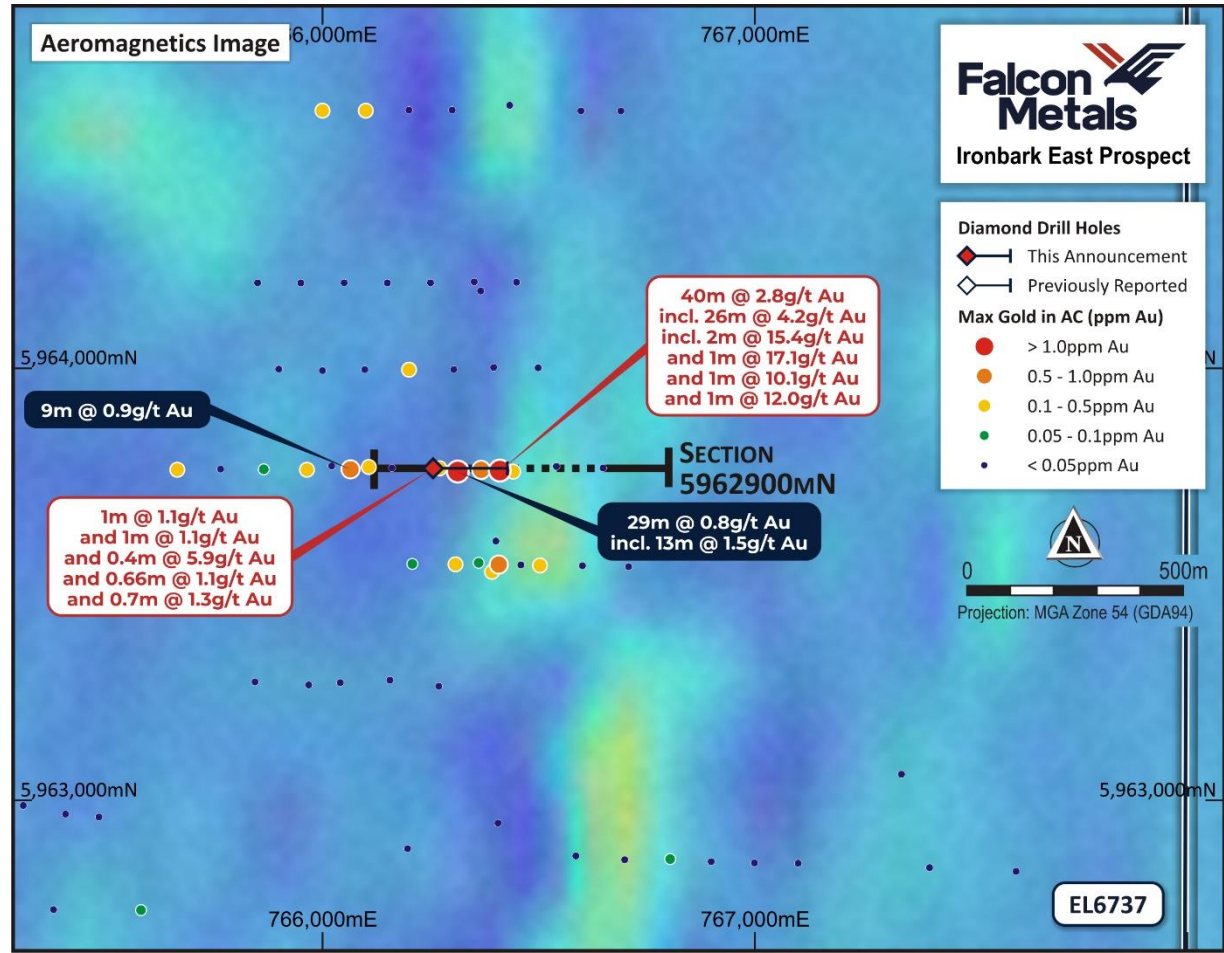 Aeromagnetics Image
66,000mE
767,000mE
Falcon
Metals
Ironbark East Prospect
Diamond Drill Holes
This Announcement
Previously Reported
Max Gold in AC (ppm Au)
> 1.0ppm Au
0.5 - 1.0ppm Au
0.1 - 0.5ppm Au
0.05 - 0.1ppm Au
< 0.05ppm Au
40m @ 2.8g/t Au
incl. 26m @ 4.2g/t Au
incl. 2m @ 15.4g/t Au
and 1m @ 17.1g/t Au
and 1m @ 10.1g/t Au
and 1m @ 12.0g/t Au
5,964,000mN
N
9m @ 0.9g/t Au
SECTION
5962900MN
1m @ 1.1g/t Au
and 1m @ 1.1g/t Au
and 0.4m @ 5.9g/t Au
and 0.66m @ 1.1g/t Au
and 0.7m @ 1.3g/t Au
29m @ 0.8g/t Au
incl. 13m @ 1.5g/t Au
N
0 500m
Projection: MGA Zone 54 (GDA94)
5,963,000mN
5,963,000mN
766,000mE
767,000mE
EL6737